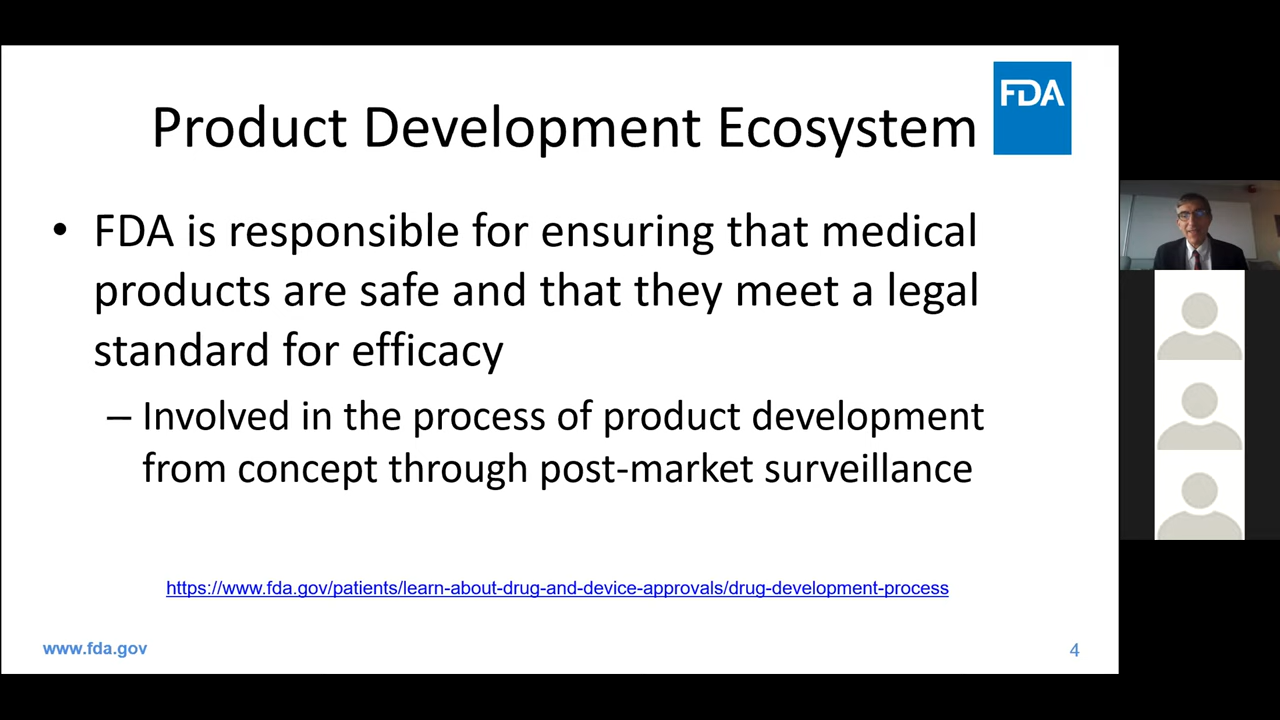 FDA
Product Development Ecosystem
• FDA is responsible for ensuring that medical
products are safe and that they meet a legal
standard for efficacy
– Involved in the process of product development
from concept through post-market surveillance
https://www.fda.gov/patients/learn-about-drug-and-device-approvals/drug-development-process
www.fda.gov
4